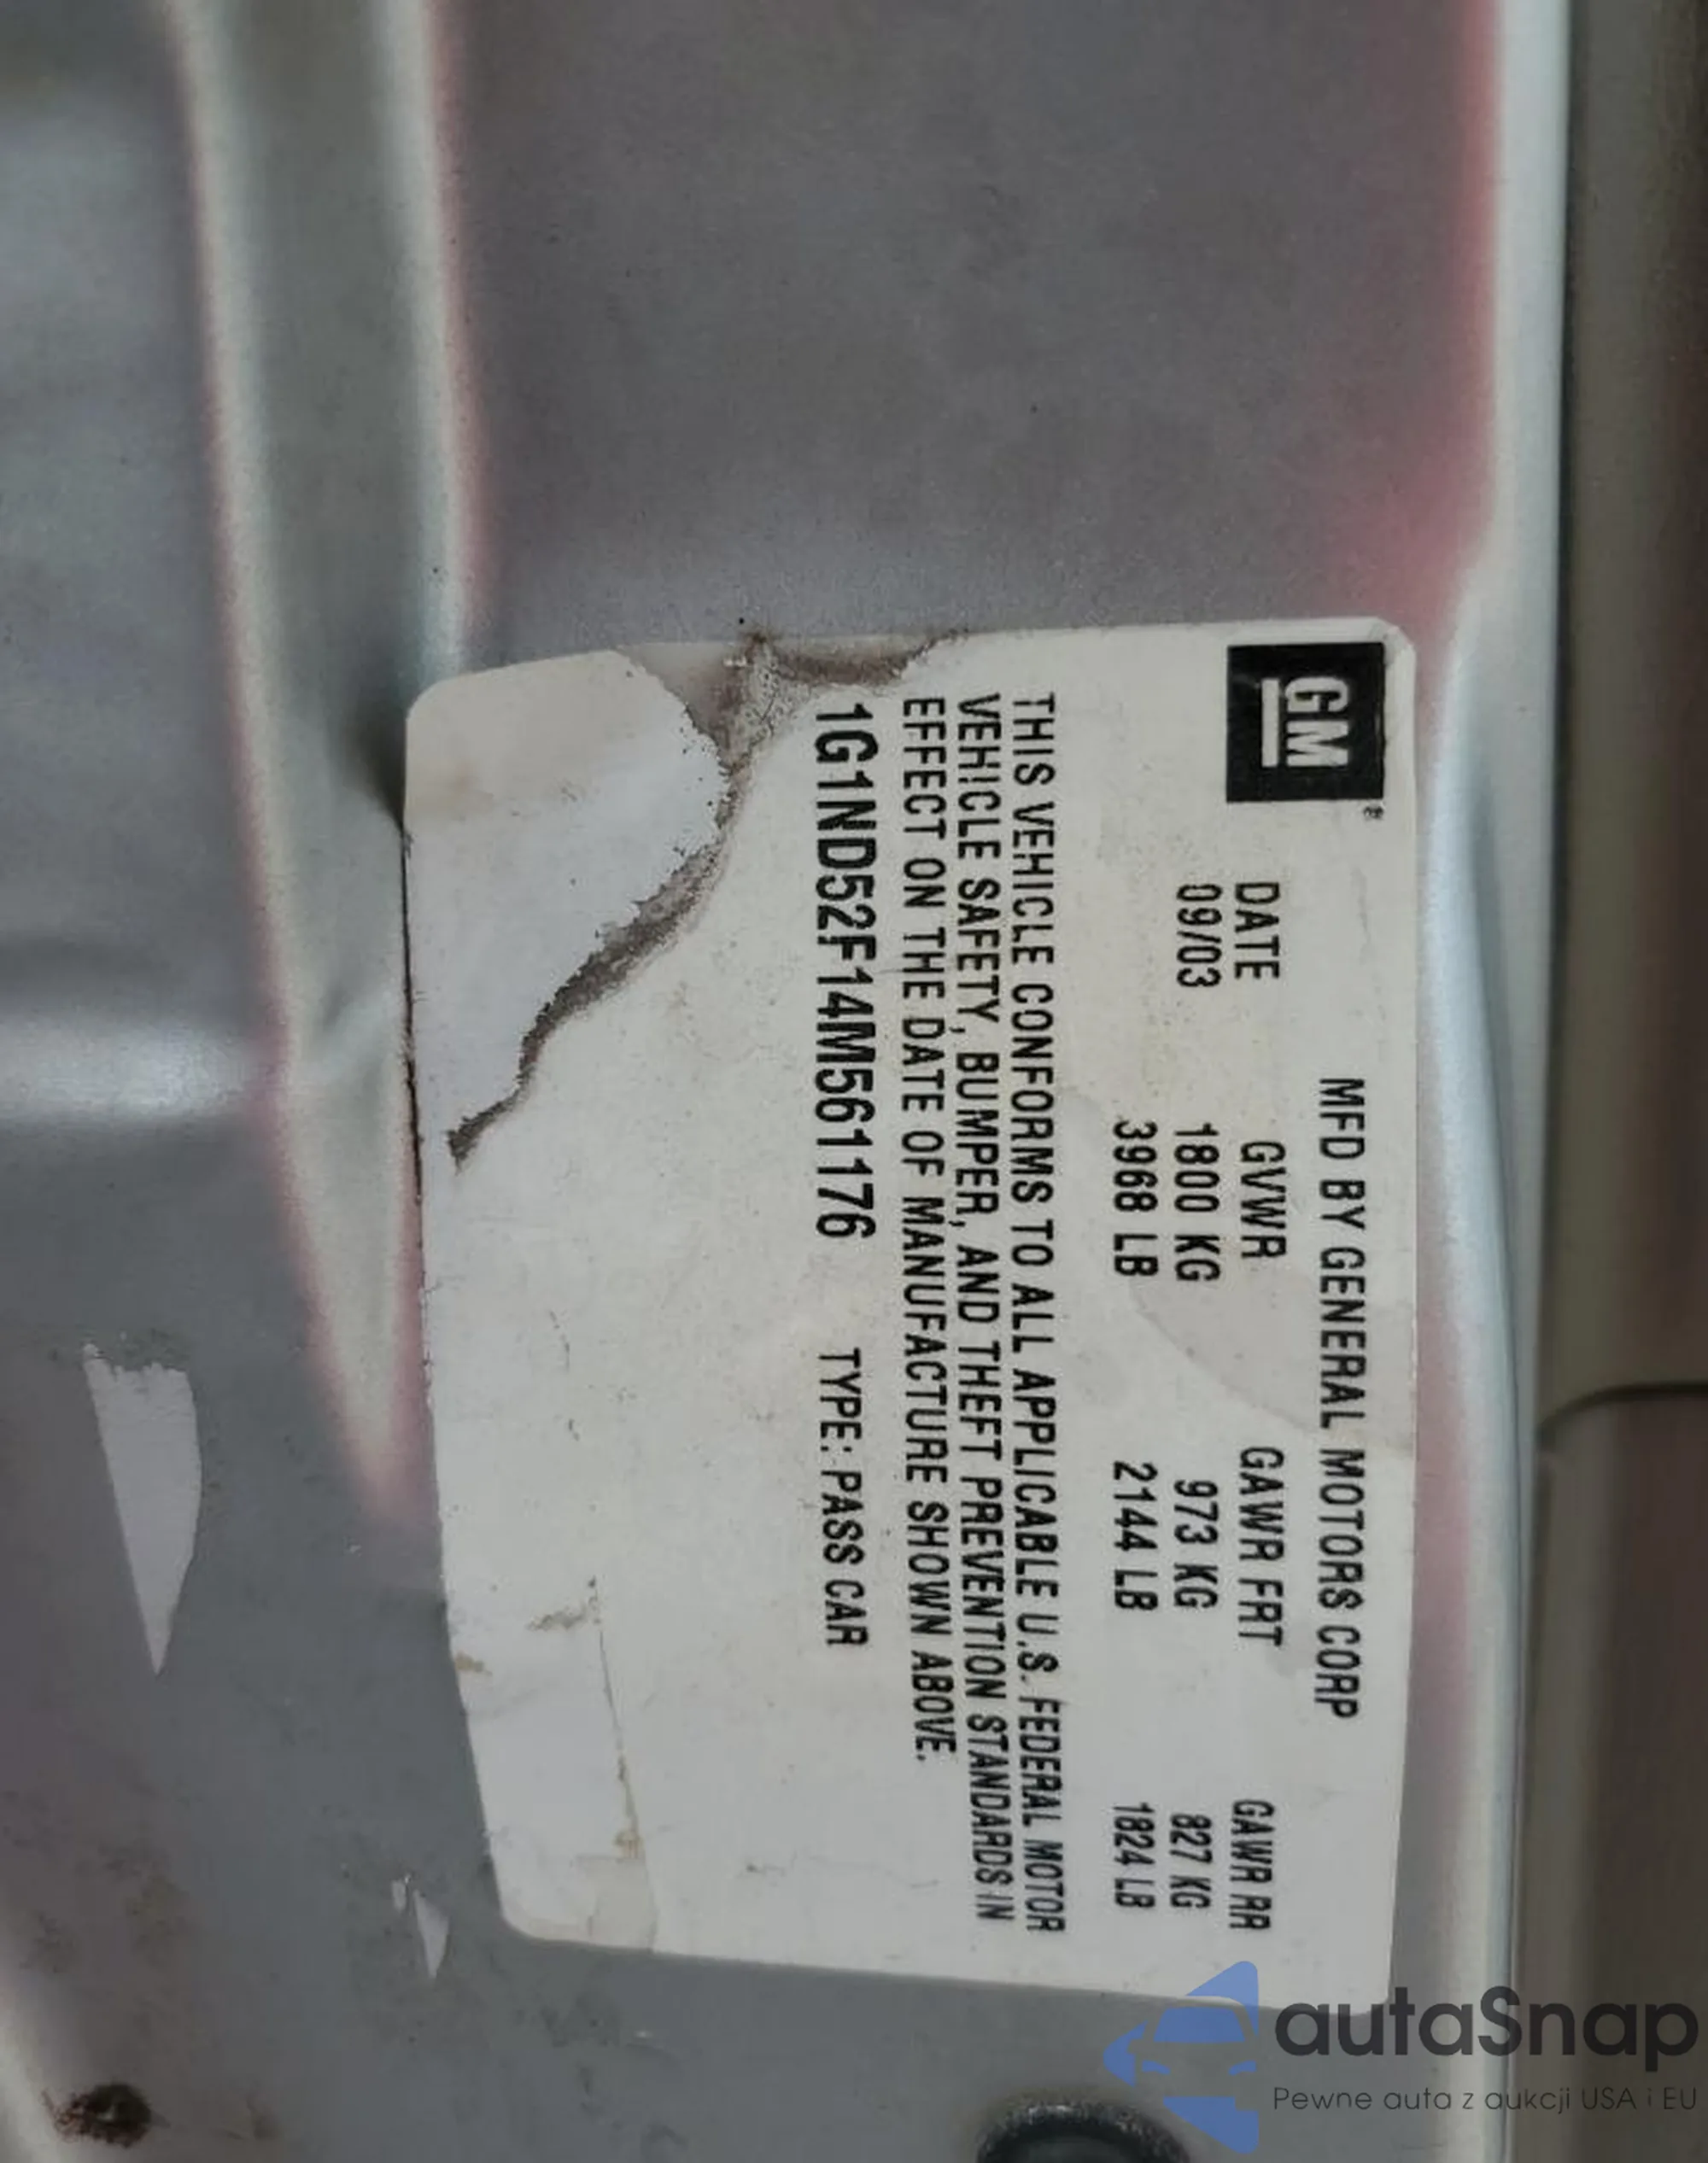 GM®
MFD BY GENERAL MOTORS CORP
DATE GVWR GAWR FRT GAWR RR
09/03 1800 KG 973 KG 827 KG
3968 LB 2144 LB 1824 LB
THIS VEHICLE CONFORMS TO ALL APPLICABLE U.S. FEDERAL MOTOR
VEHICLE SAFETY, BUMPER, AND THEFT PREVENTION STANDARDS IN
EFFECT ON THE DATE OF MANUFACTURE SHOWN ABOVE.
1G1ND52F14M561176 TYPE: PASS CAR
autaSnap
Pewne auta z aukcji USA i EU